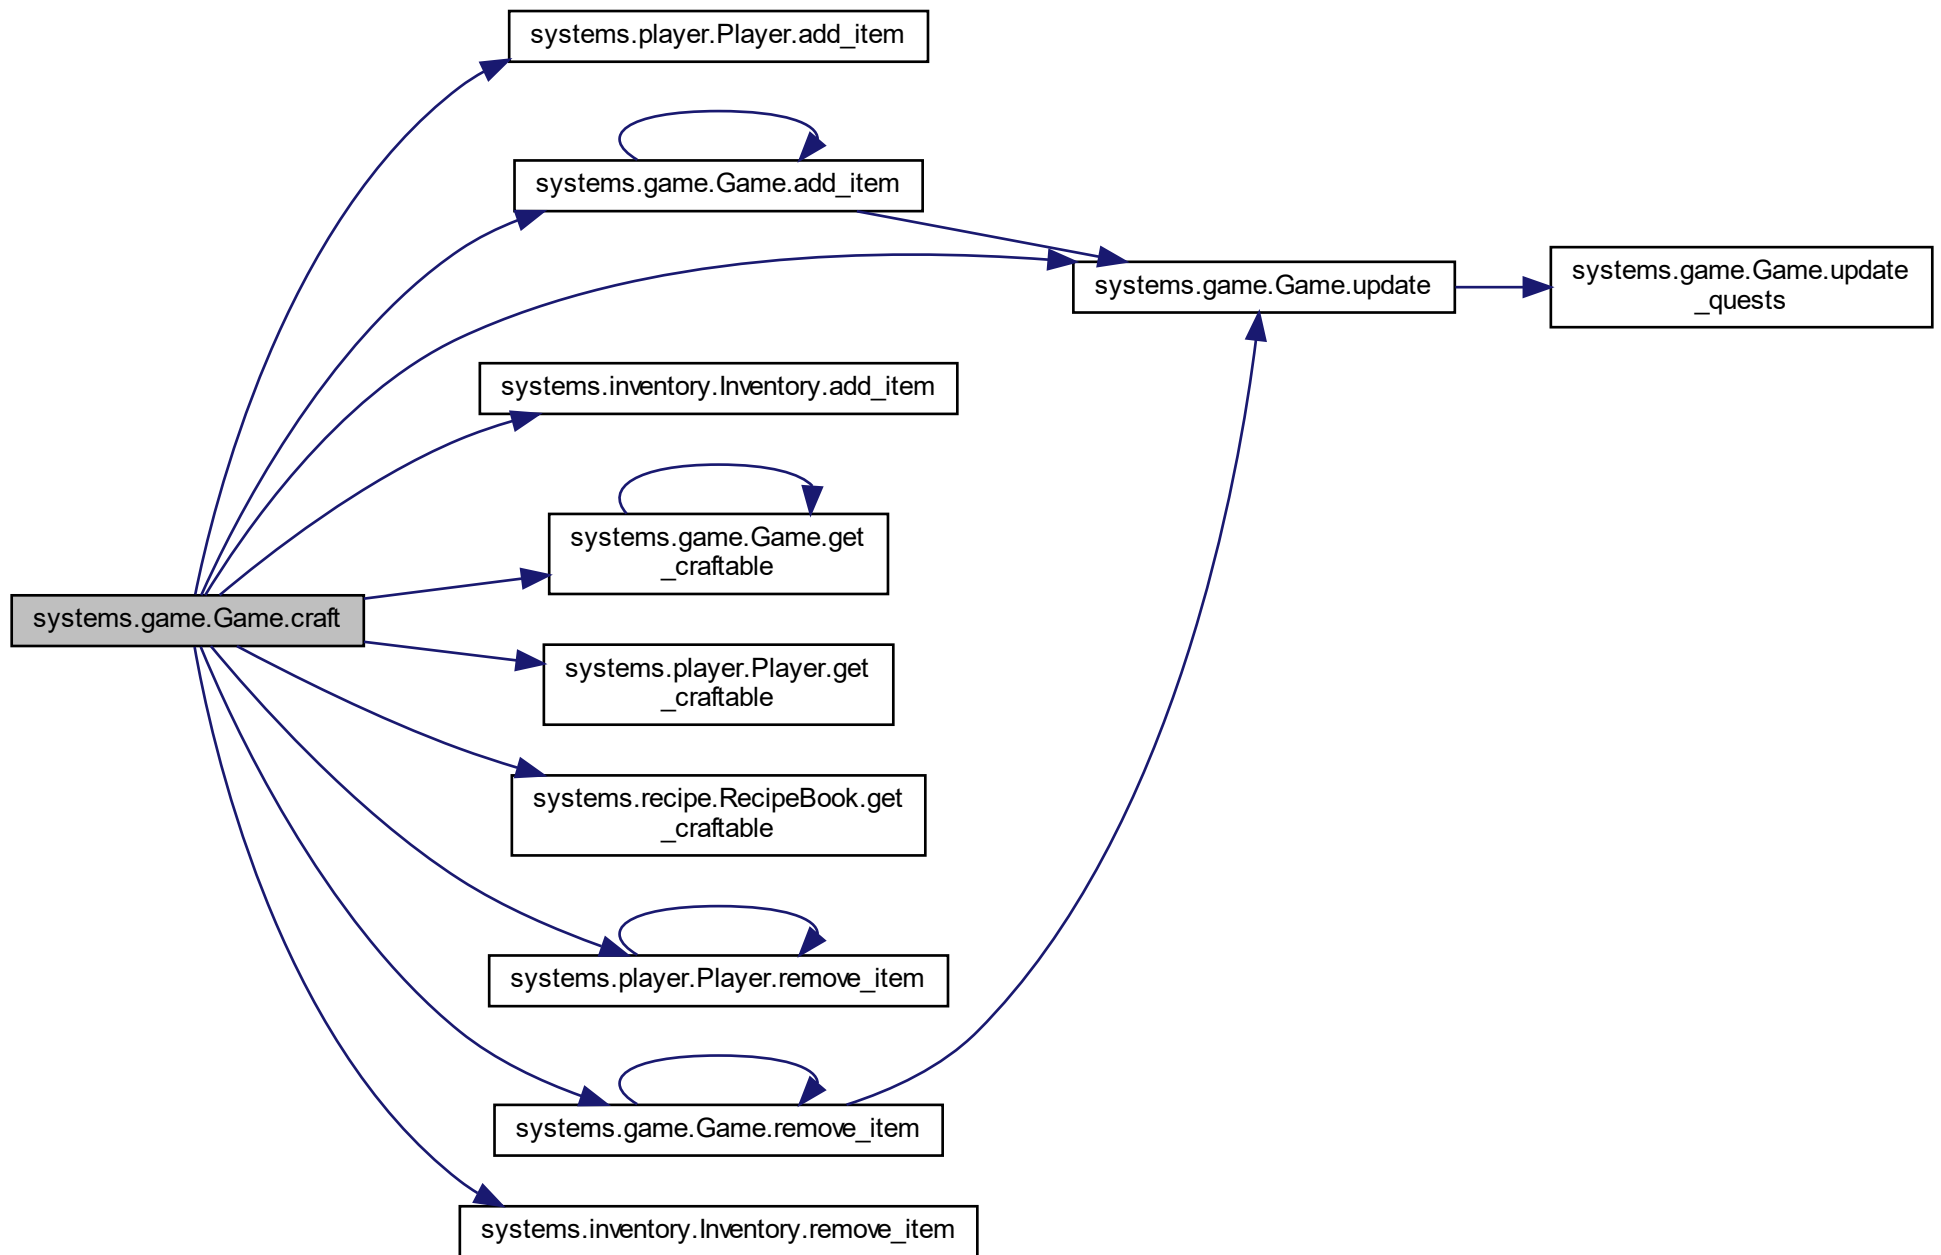 systems.player.Player.add_item
systems.game.Game.add_item
systems.game.Game.update
systems.game.Game.update
_quests
systems.inventory.Inventory.add_item
systems.game.Game.get
_craftable
systems.game.Game.craft
systems.player.Player.get
_craftable
systems.recipe.RecipeBook.get
_craftable
systems.player.Player.remove_item
systems.game.Game.remove_item
systems.inventory.Inventory.remove_item